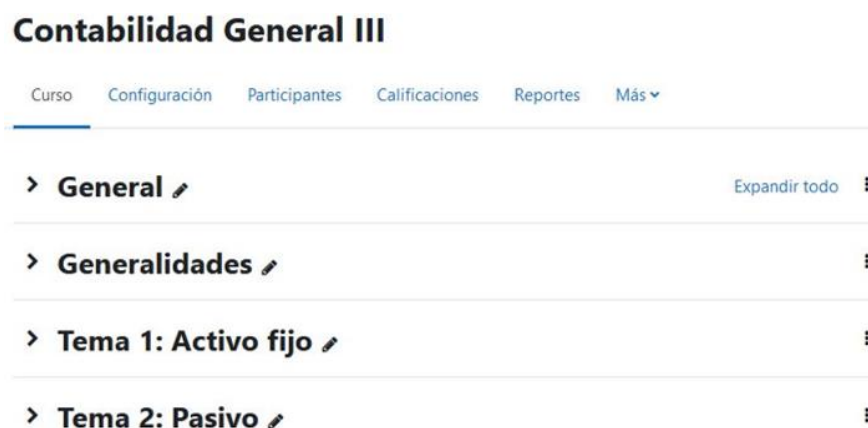 Contabilidad General III
Curso Configuración Participantes Calificaciones Reportes Más
General Expandir todo
Generalidades
Tema 1: Activo fijo
Tema 2: Pasivo